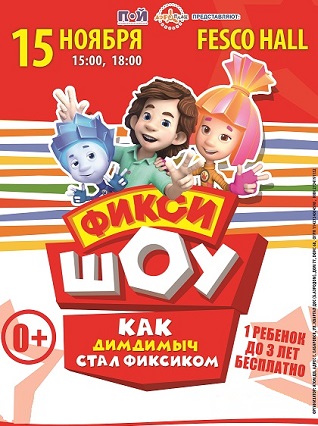 ПОЙ
ПРЕДСТАВЛЯЮТ:
15 НОЯБРЯ
15:00, 18:00
FESCO HALL
ФИКСИ
ШОУ
КАК
ДИМДИМЫЧ
СТАЛ ФИКСИКОМ
0+
1 РЕБЕНОК
ДО 3 ЛЕТ
БЕСПЛАТНО